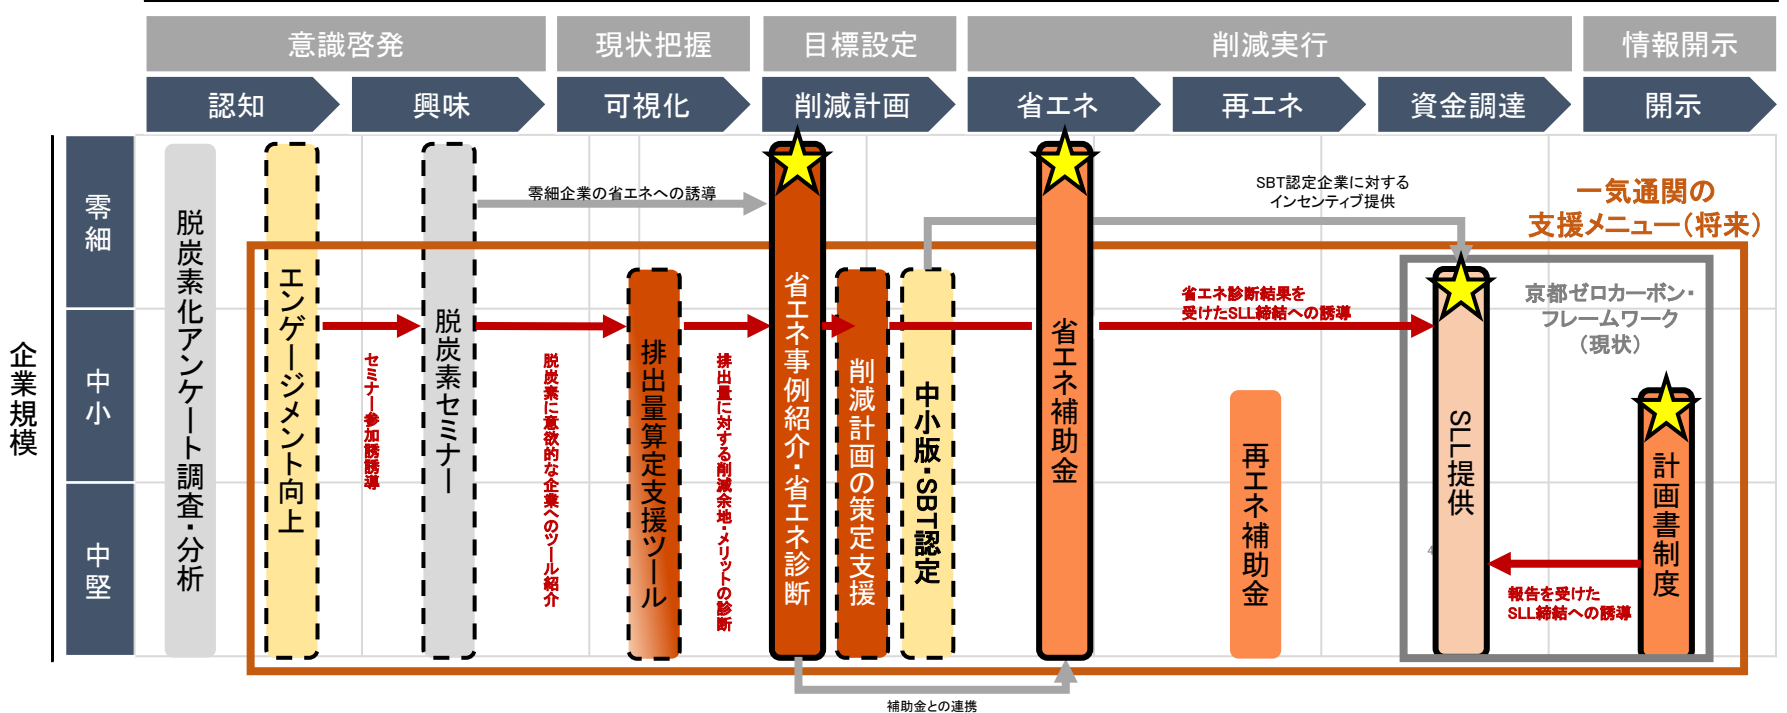 意識啓発
現状把握
目標設定
削減実行
情報開示
認知
興味
可視化
削減計画
省エネ
再エネ
資金調達
開示
企業規模
零細
中小
中堅
脱炭素化アンケート調査・分析
エンゲージメント向上
脱炭素セミナー
排出量算定支援ツール
省エネ事例紹介・省エネ診断
削減計画の策定支援
中小版・SBT認定
省エネ補助金
再エネ補助金
SLL提供
計画書制度
零細企業の省エネへの誘導
SBT認定企業に対する
インセンティブ提供
一気通関の
支援メニュー（将来）
京都ゼロカーボン・
フレームワーク
（現状）
省エネ診断結果を
受けたSLL締結への誘導
セミナー参加誘誘導
脱炭素に意欲的な企業へのツール紹介
排出量に対する削減余地・メリットの診断
4
報告を受けた
SLL締結への誘導
補助金との連携